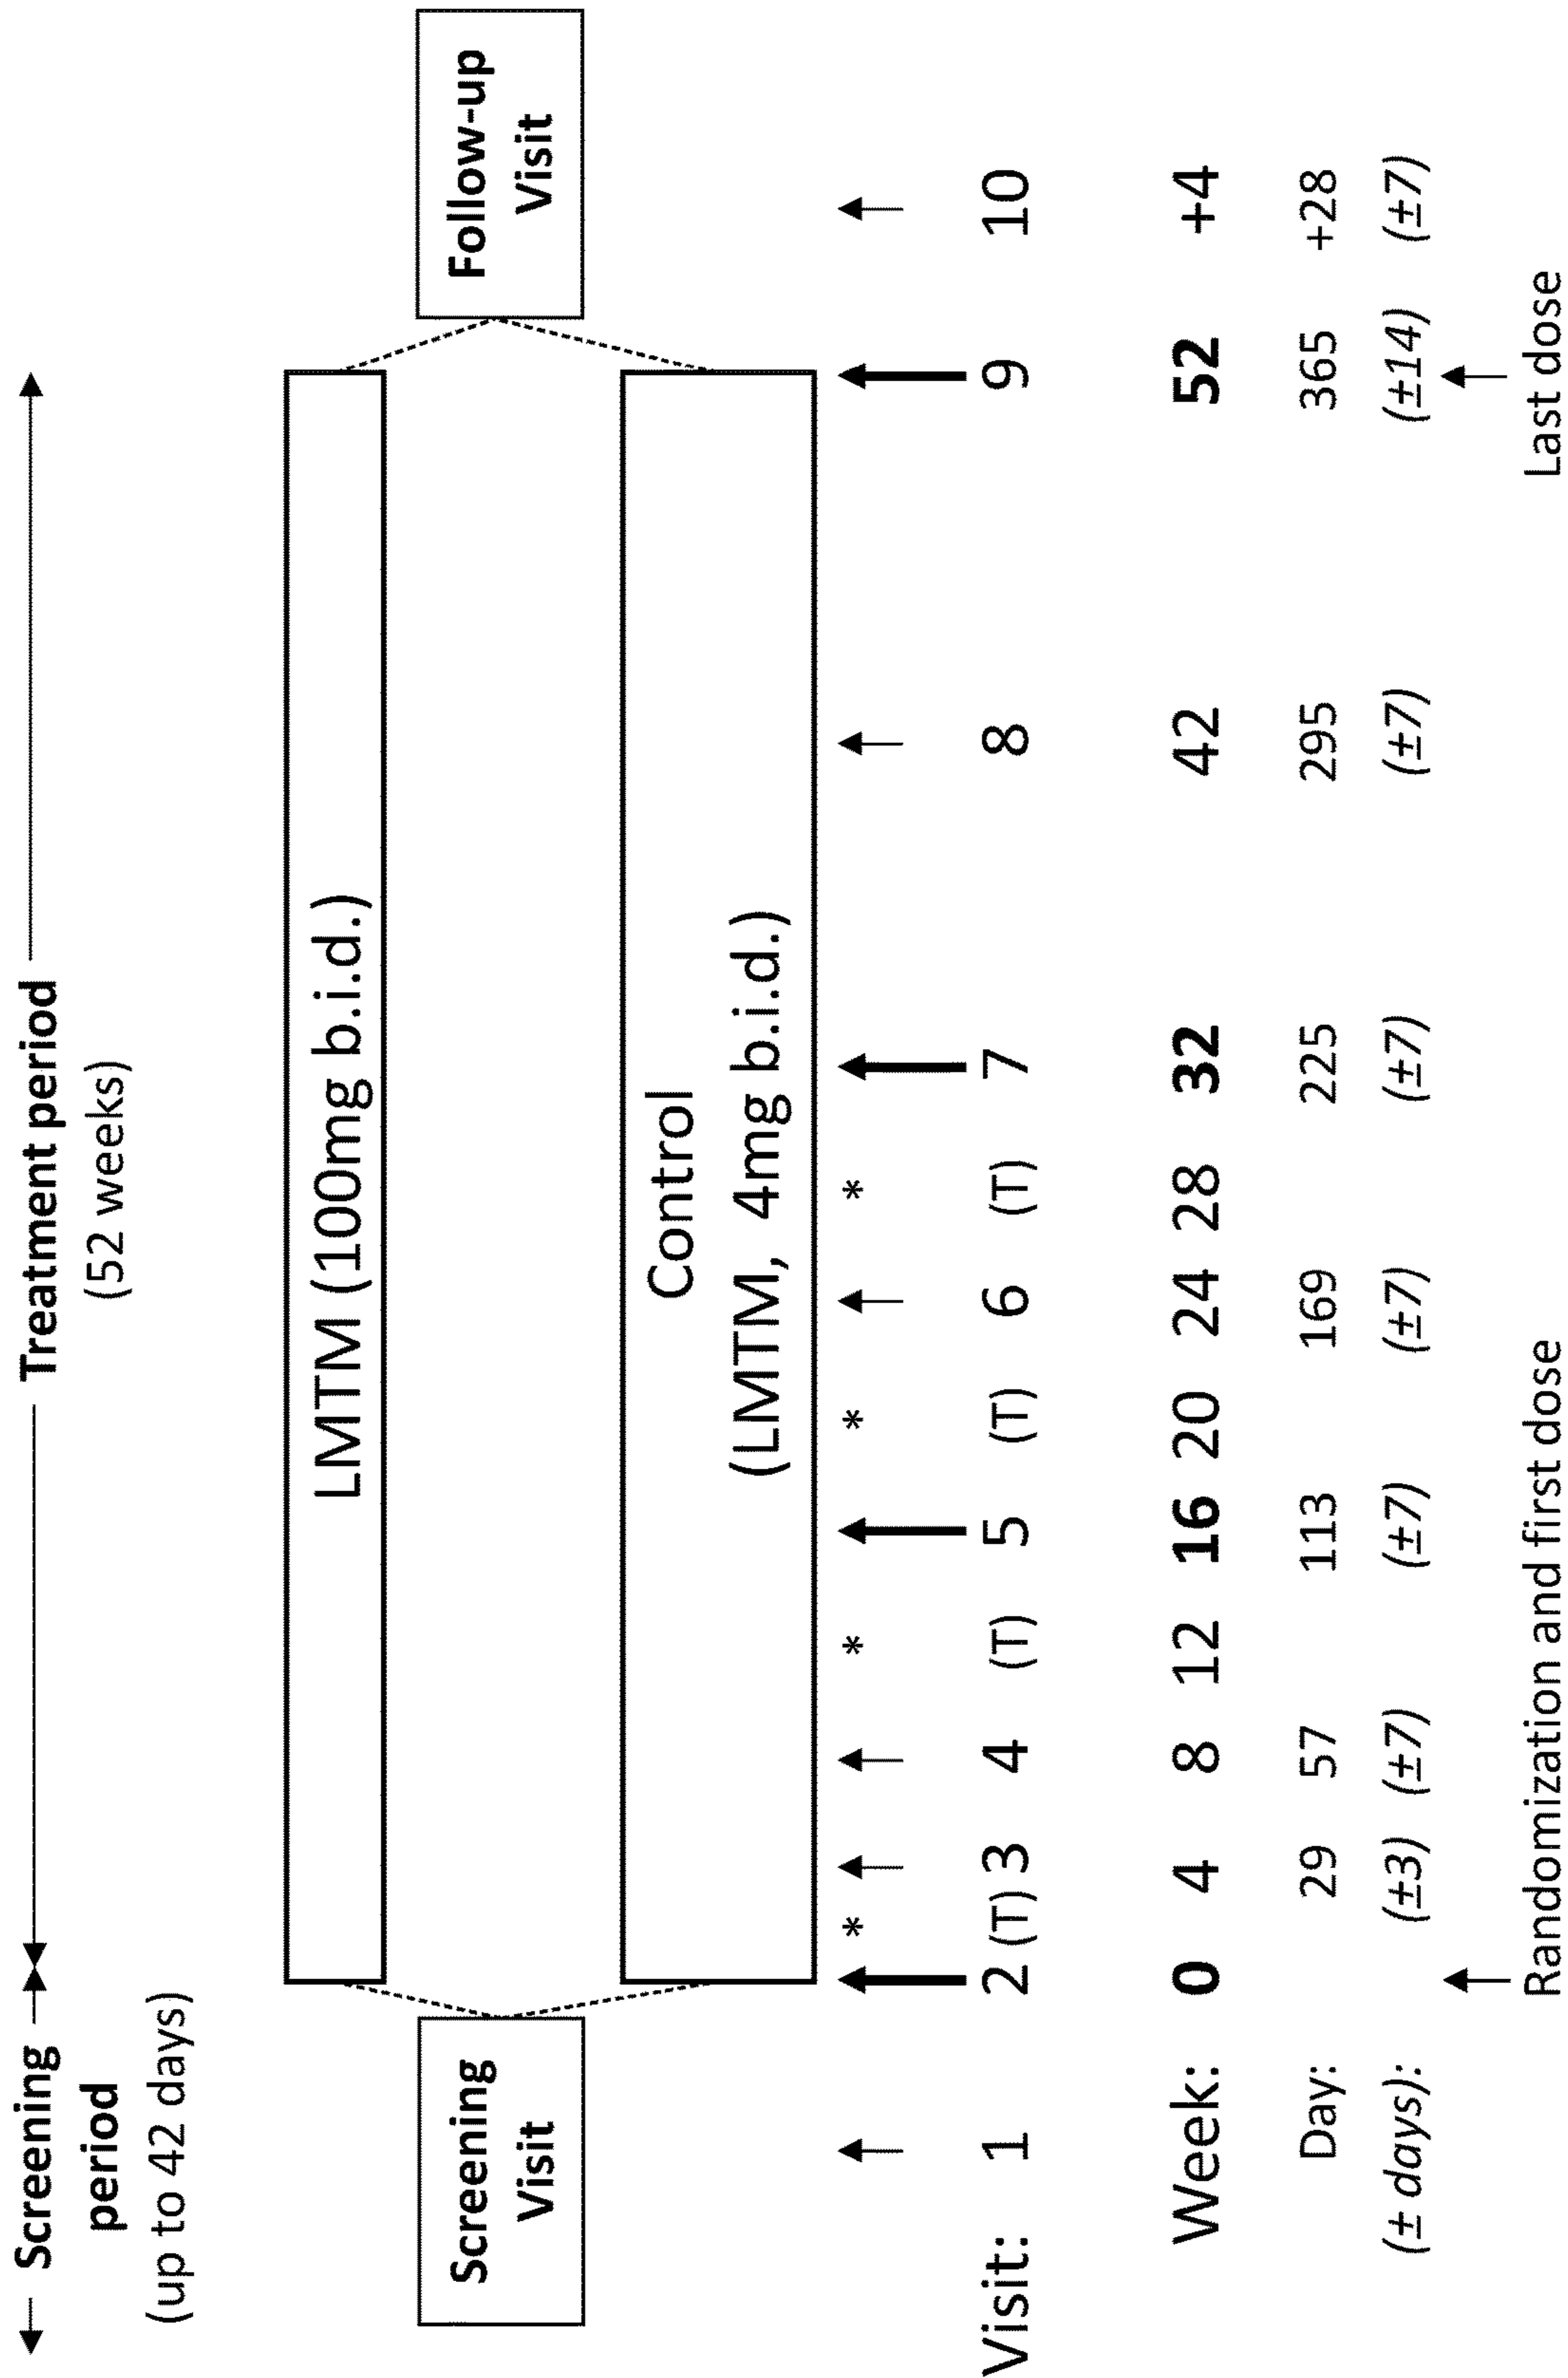 Screening
period
(up to 42 days)
Treatment period
(52 weeks)
LMTM (100mg b.i.d.)
Screening
Visit
Follow-up
Visit
Control
(LMTM, 4mg b.i.d.)
* * * *
Visit: 1 2 (T) 3 4 (T) 5 (T) 6 (T) 7 8 9 10
Week: 0 4 8 12 16 20 24 28 32 42 52 +4
Day: 29 57 113 169 225 295 365 +28
(± days): (±3) (±7) (±7) (±7) (±7) (±7) (±14) (±7)
Randomization and first dose
Last dose